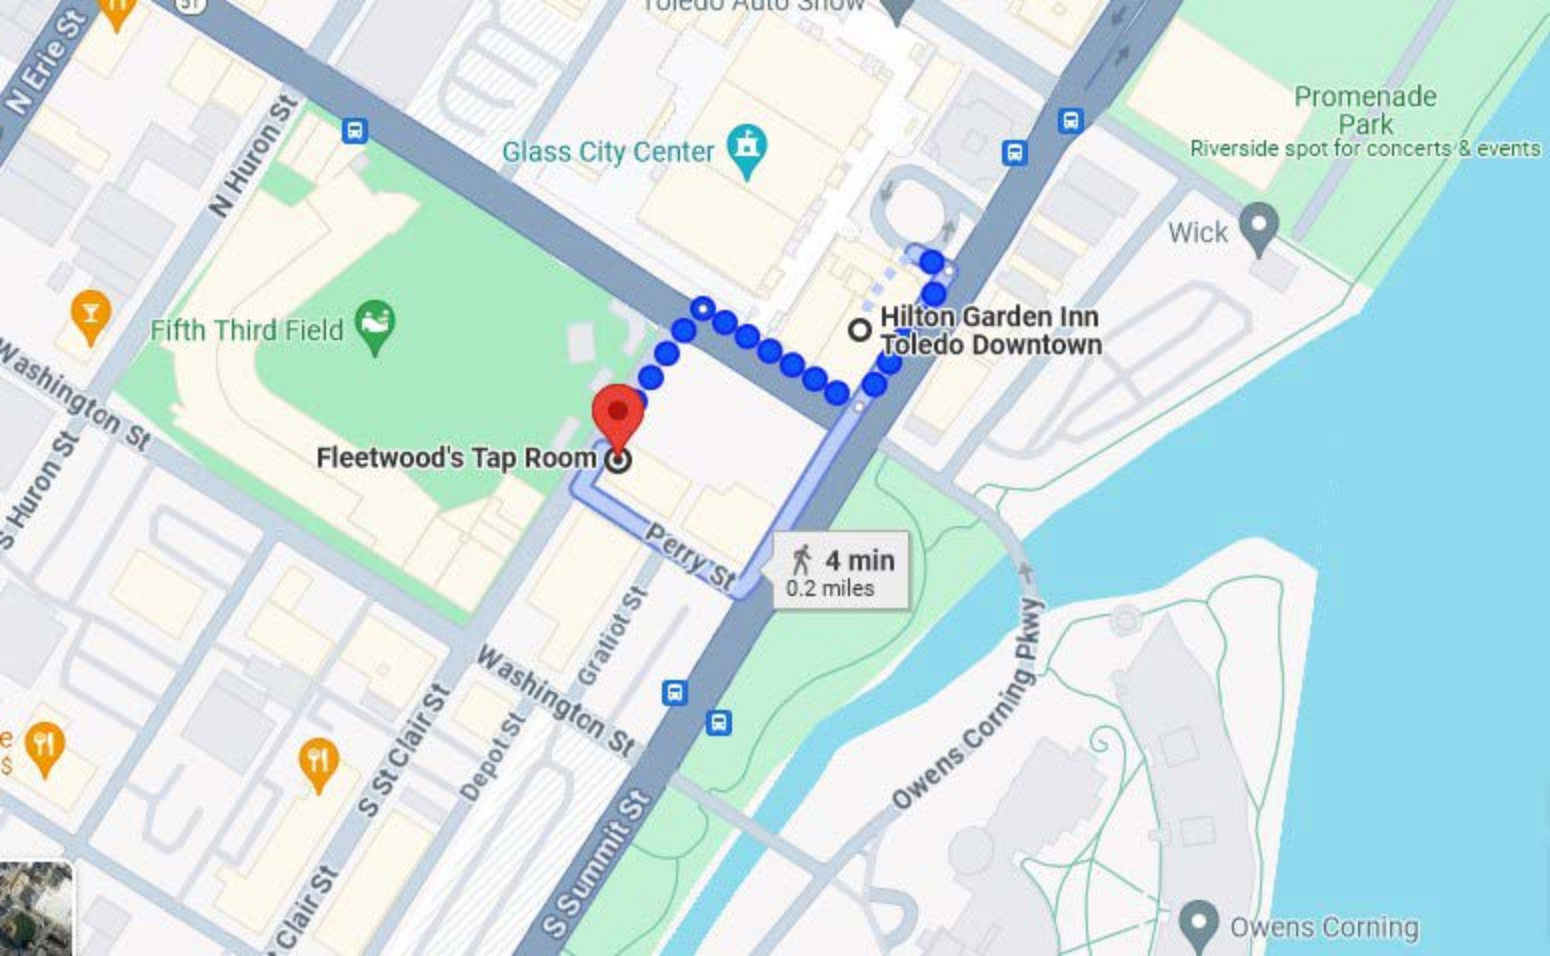 Toledo Auto Show
51
N Erie St
N Huron St
Glass City Center
Promenade
Park
Riverside spot for concerts & events
Wick
Fifth Third Field
Hilton Garden Inn
Toledo Downtown
Washington St
Fleetwood's Tap Room
S Huron St
Perry St
4 min
0.2 miles
Gratiot St
Washington St
Owens Corning Pkwy
S St Clair St
Depot St
e
$
S Summit St
t Clair St
Owens Corning